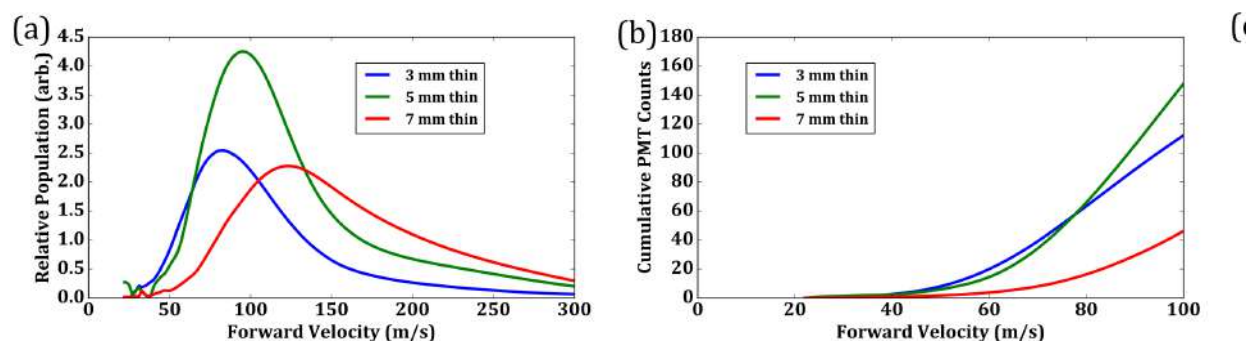 (a)
4.5
4.0
3.5
3.0
2.5
2.0
1.5
1.0
0.5
0.0
Relative Population (arb.)
3 mm thin
5 mm thin
7 mm thin
0 50 100 150 200 250 300
Forward Velocity (m/s)
(b)
180
160
140
120
100
80
60
40
20
0
Cumulative PMT Counts
3 mm thin
5 mm thin
7 mm thin
0 20 40 60 80 100
Forward Velocity (m/s)